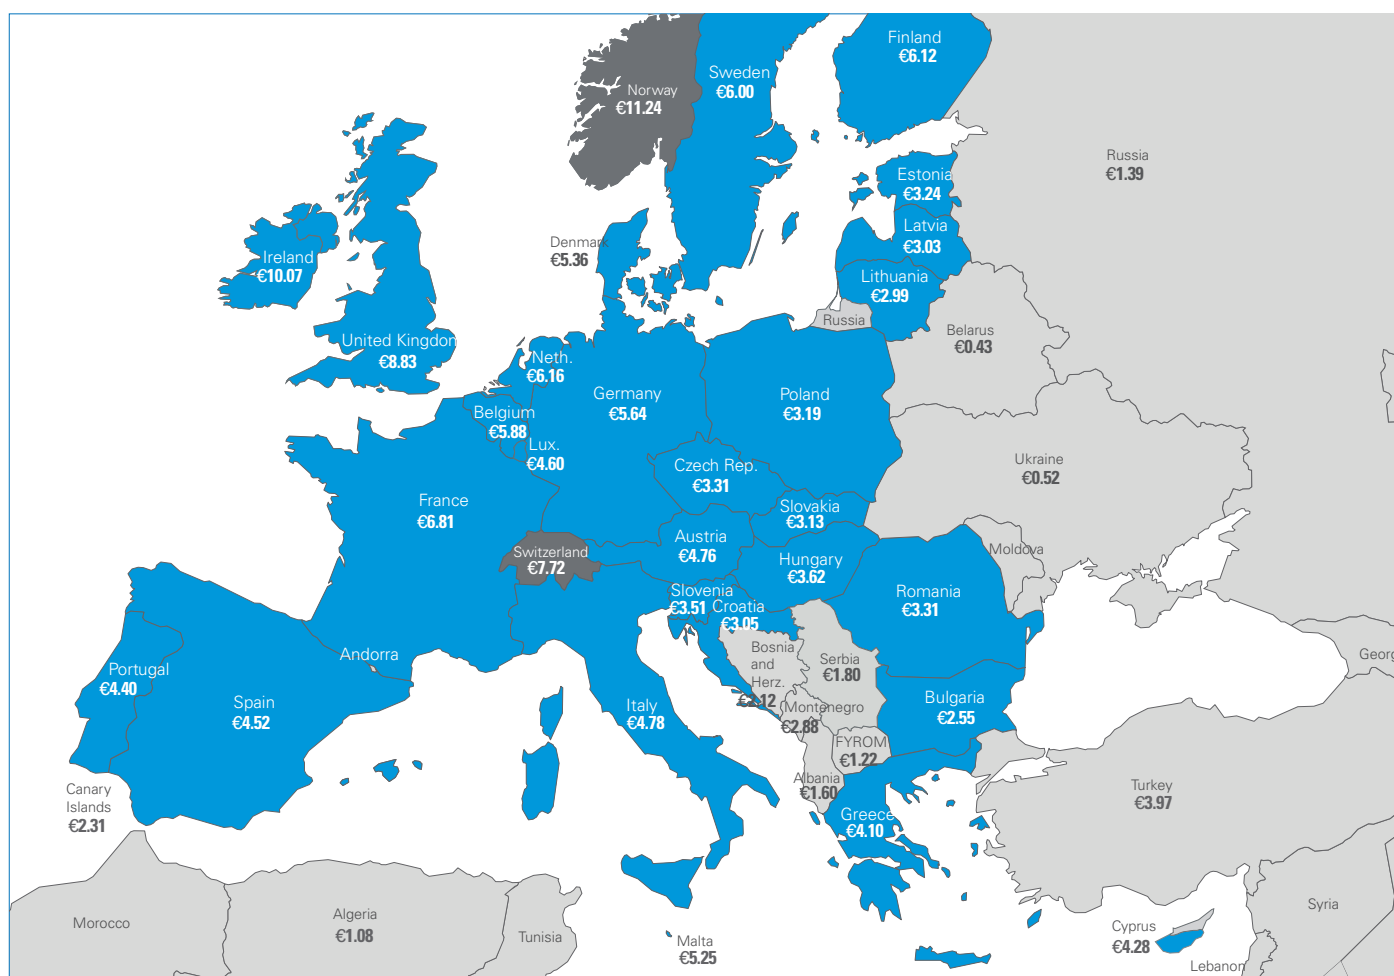 Finland
€6.12
Sweden
€6.00
Norway
€11.24
Russia
€1.39
Estonia
€3.24
Latvia
€3.03
Denmark
€5.36
Ireland
€10.07
Lithuania
€2.99
Russia
Belarus
€0.43
United Kingdom
€8.83
Neth.
€6.16
Germany
€5.64
Poland
€3.19
Belgium
€5.88
Lux.
€4.60
Czech Rep.
€3.31
Ukraine
€0.52
France
€6.81
Slovakia
€3.13
Austria
€4.76
Switzerland
€7.72
Hungary
€3.62
Moldova
Slovenia
€3.51
Croatia
€3.05
Romania
€3.31
Bosnia
and
Herz.
€2.12
Serbia
€1.80
Andorra
Georg
Portugal
€4.40
Spain
€4.52
Italy
€4.78
Montenegro
€2.88
Bulgaria
€2.55
FYROM
€1.22
Albania
€1.60
Turkey
€3.97
Canary
Islands
€2.31
Greece
€4.10
Morocco
Algeria
€1.08
Tunisia
Malta
€5.25
Cyprus
€4.28
Syria
Lebanon